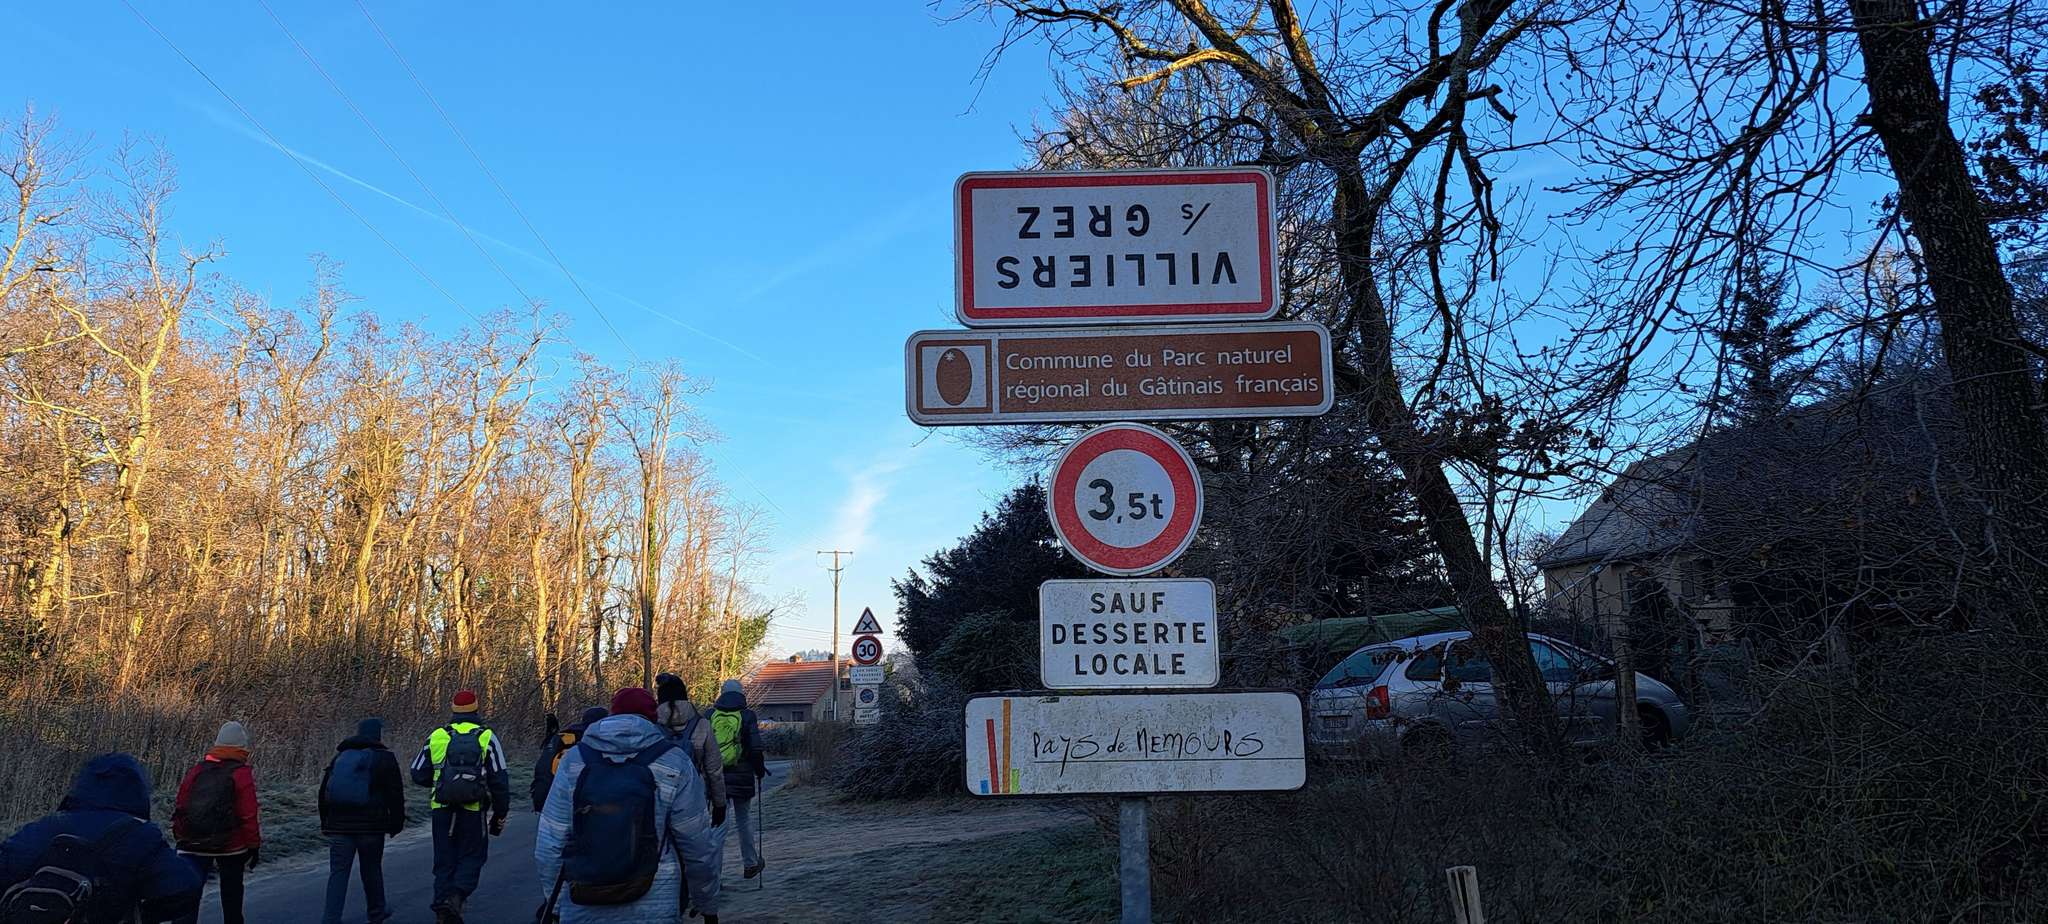 VILLIERS
s/ GREZ
Commune du Parc naturel
régional du Gâtinais français
3,5t
SAUF
DESSERTE
LOCALE
Pays de NEMOURS
30